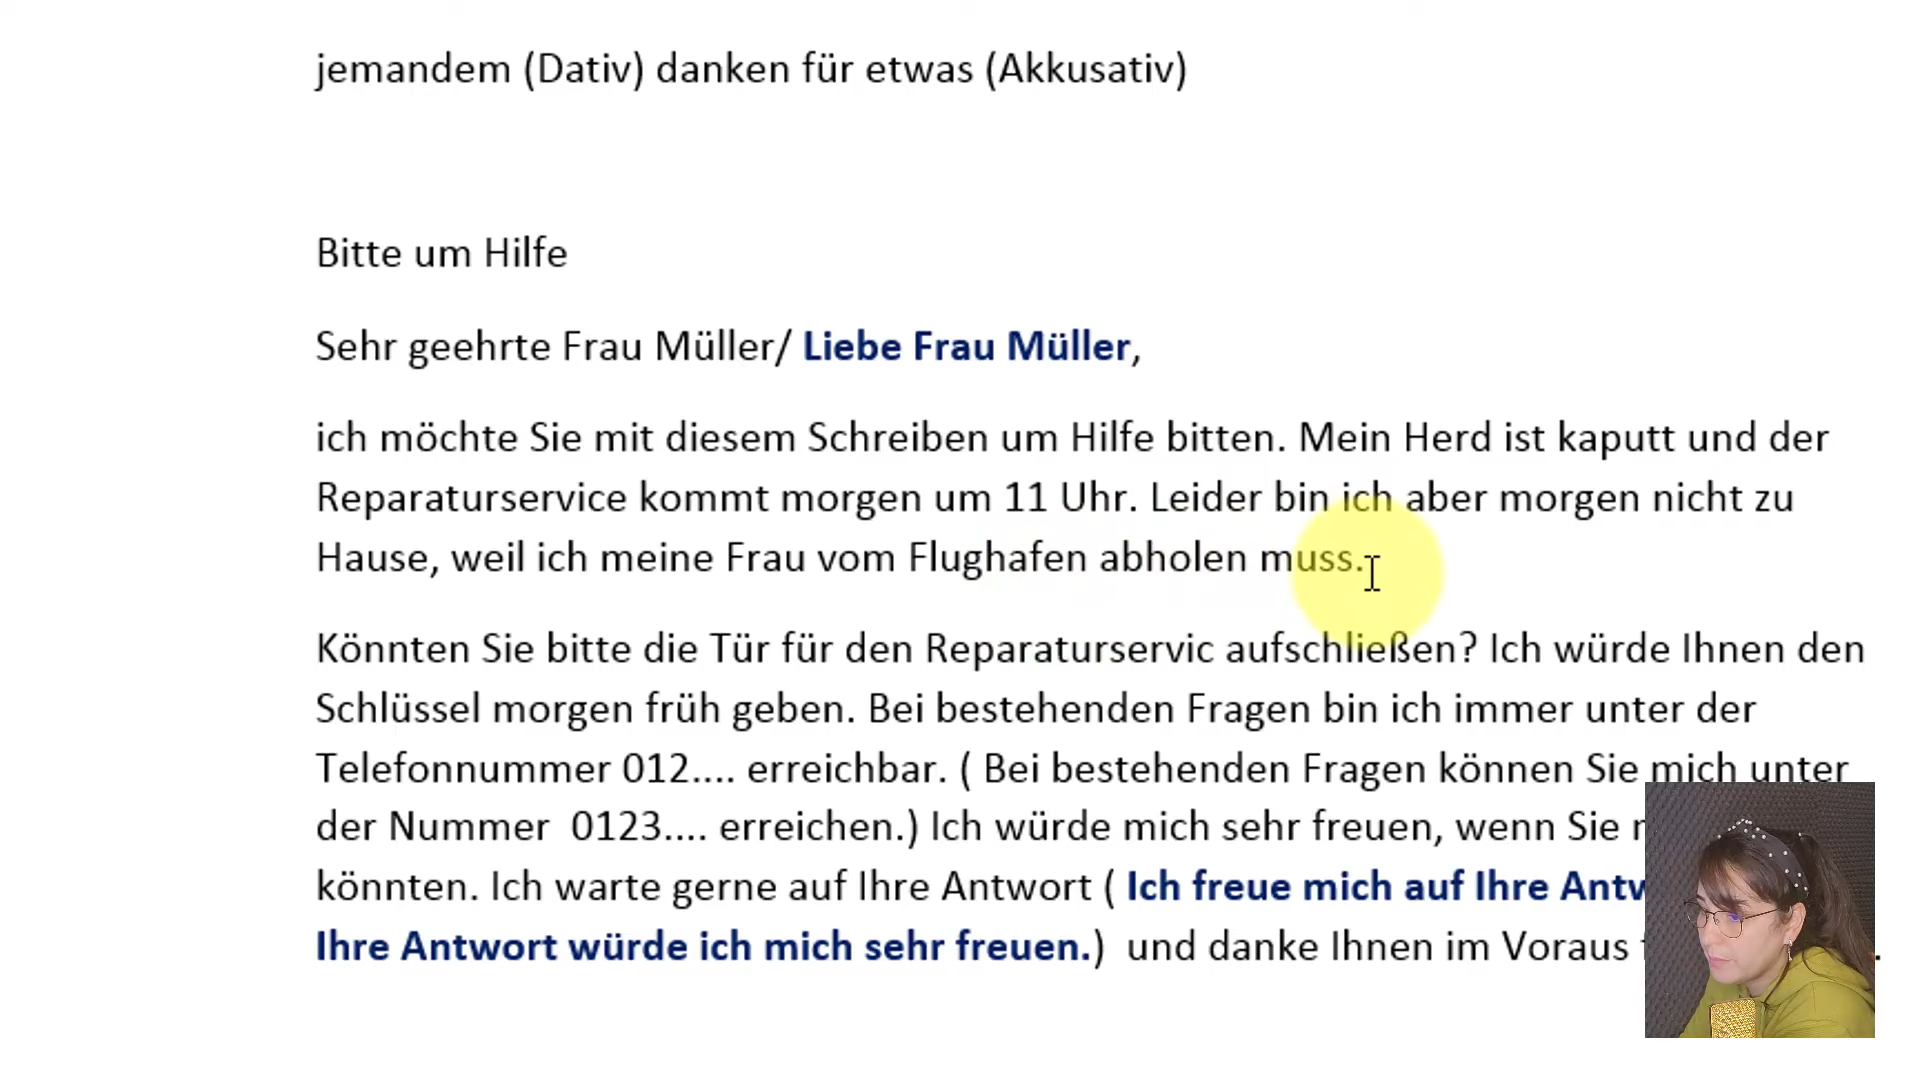 jemandem (Dativ) danken für etwas (Akkusativ)
Bitte um Hilfe
Sehr geehrte Frau Müller/ Liebe Frau Müller,
ich möchte Sie mit diesem Schreiben um Hilfe bitten. Mein Herd ist kaputt und der
Reparaturservice kommt morgen um 11 Uhr. Leider bin ich aber morgen nicht zu
Hause, weil ich meine Frau vom Flughafen abholen muss.
Könnten Sie bitte die Tür für den Reparaturservic aufschließen? Ich würde Ihnen den
Schlüssel morgen früh geben. Bei bestehenden Fragen bin ich immer unter der
Telefonnummer 012.... erreichbar. ( Bei bestehenden Fragen können Sie mich unter
der Nummer 0123.... erreichen.) Ich würde mich sehr freuen, wenn Sie
könnten. Ich warte gerne auf Ihre Antwort ( Ich freue mich auf Ihre
Ihre Antwort würde ich mich sehr freuen.) und danke Ihnen im Voraus